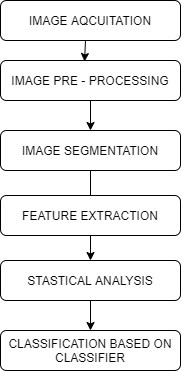 IMAGE AQCUITATION
IMAGE PRE - PROCESSING
IMAGE SEGMENTATION
FEATURE EXTRACTION
STASTICAL ANALYSIS
CLASSIFICATION BASED ON
CLASSIFIER